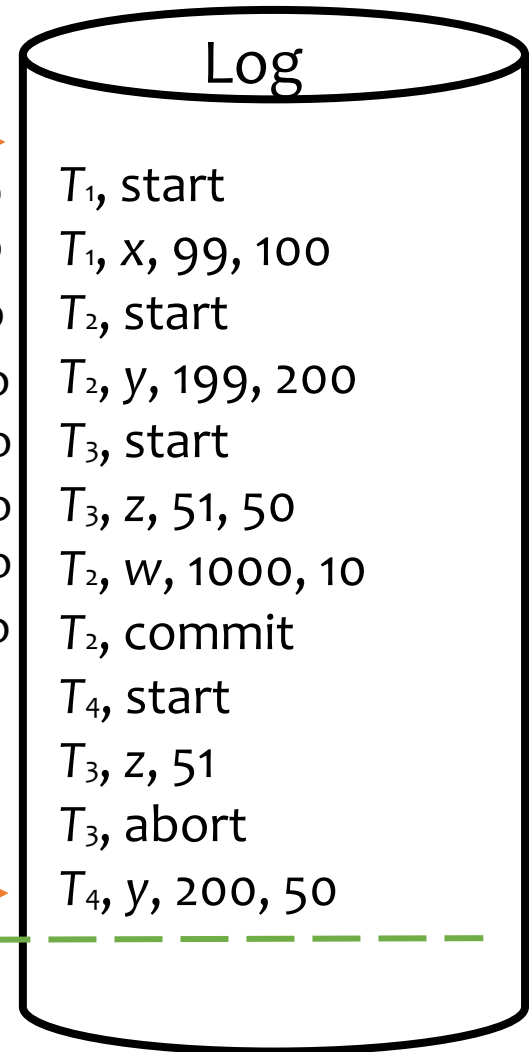 Log
T₁, start
T₁, x, 99, 100
T₂, start
T₂, y, 199, 200
T₃, start
T₃, z, 51, 50
T₂, w, 1000, 10
T₂, commit
T₄, start
T₃, z, 51
T₃, abort
T₄, y, 200, 50